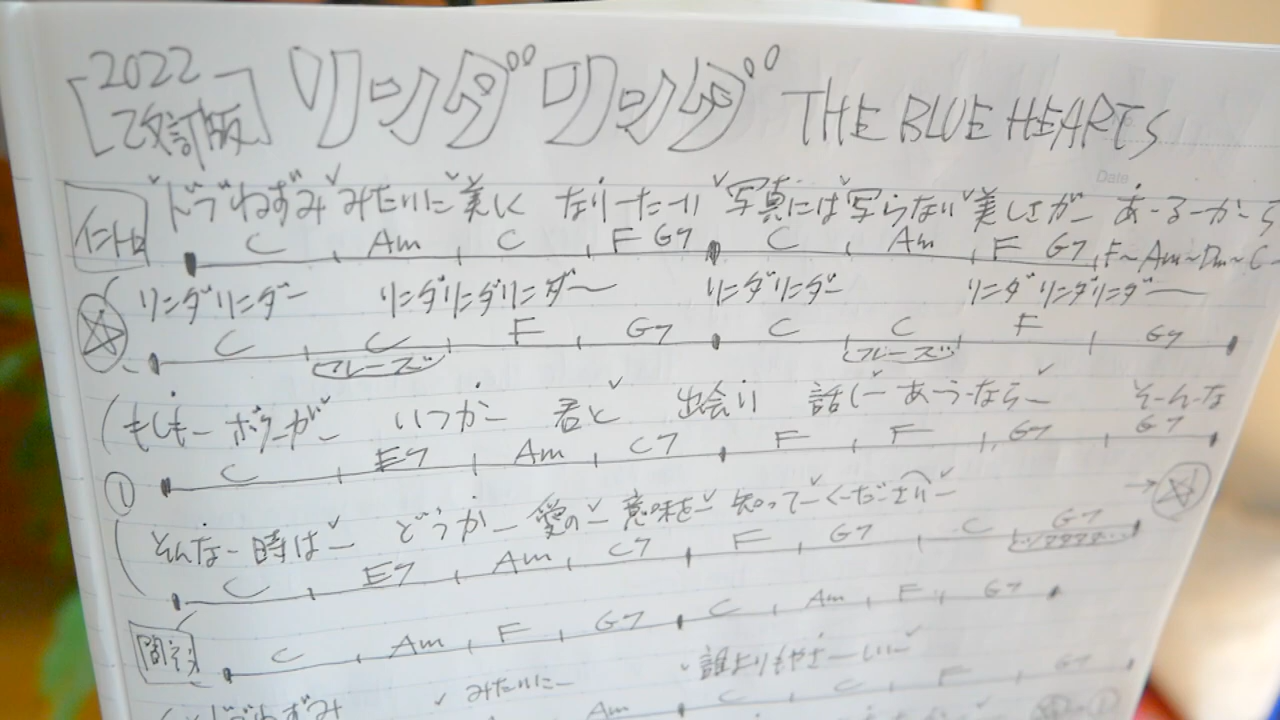 2022 改訂版 リンダリンダ THE BLUE HEARTS
Date
イントロ ドブねずみ みたいに 美しく なりーたーい 写真には 写らない 美しさがー あーるーかーら
C Am C F G7 C Am F G7 F〜Am〜Dm〜C
☆ リンダリンダー リンダリンダリンダー リンダリンダー リンダリンダリンダー
C C F G7 C C F G7
フレーズ フレーズ
もしもー ボクーがー いつかー 君と 出会い 話しー あうーならー そーんーな
① C E7 Am C7 F F G7 G7
そんなー 時はー どうかー 愛のー 意味をー 知ってーくーださいー → ☆
C E7 Am C7 F G7 C G7
間奏 C Am F G7 C Am F G7
ドブねずみ みたいにー 誰よりもやさーしいー
Am C C F G7